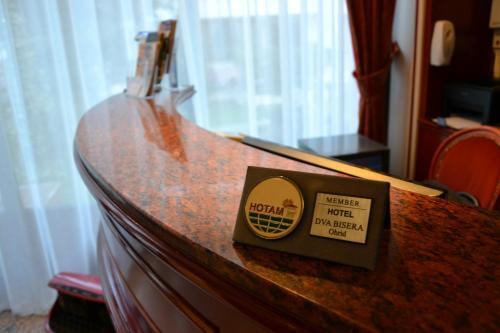 HOTAM
MEMBER
HOTEL
DVA BISERA
Ohrid